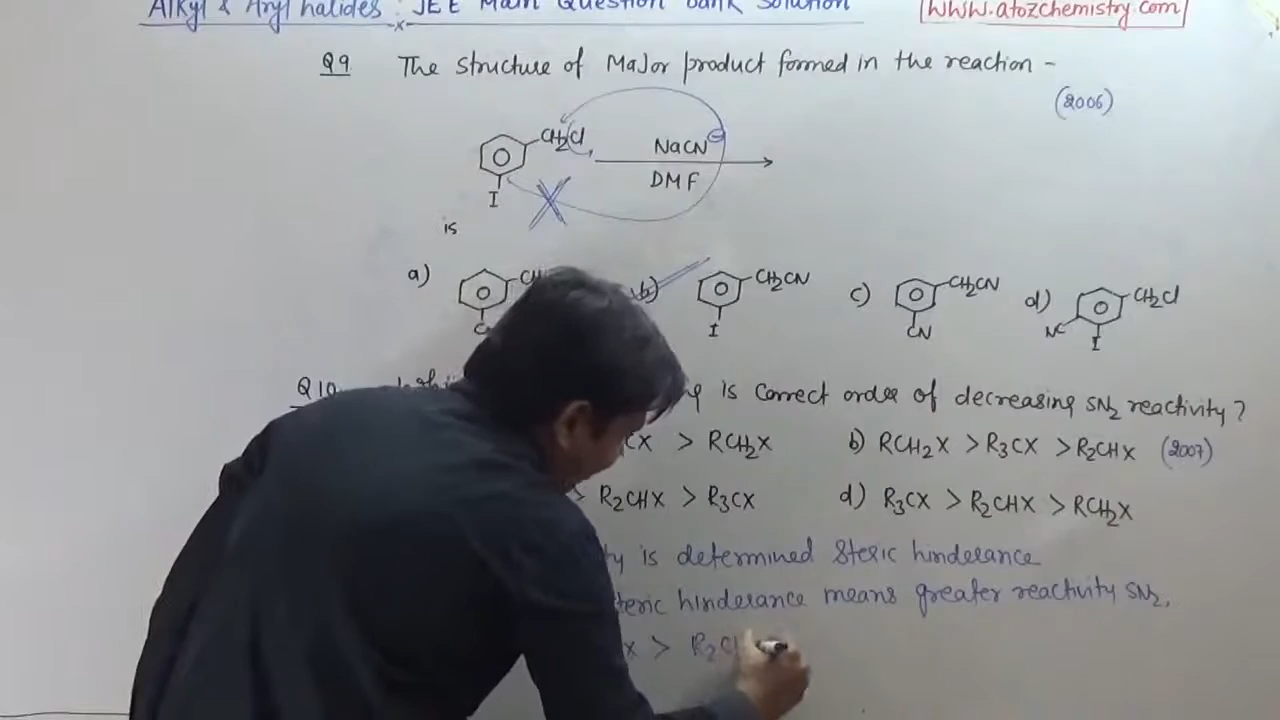 Alkyl & Aryl halides : JEE Main Question bank Solution
www.atozchemistry.com
Q9 The structure of Major product formed in the reaction -
(2006)
CH2Cl
NaCN
DMF
I
is
a) b) CH2CN c) CH2CN d) CH2Cl
I CN NC I
Q10 is correct order of decreasing SN2 reactivity?
> RCH2X b) RCH2X > R3CX > R2CHX (2007)
> R2CHX > R3CX d) R3CX > R2CHX > RCH2X
is determined Steric hinderance
hinderance means greater reactivity SN2,
X > R2CH